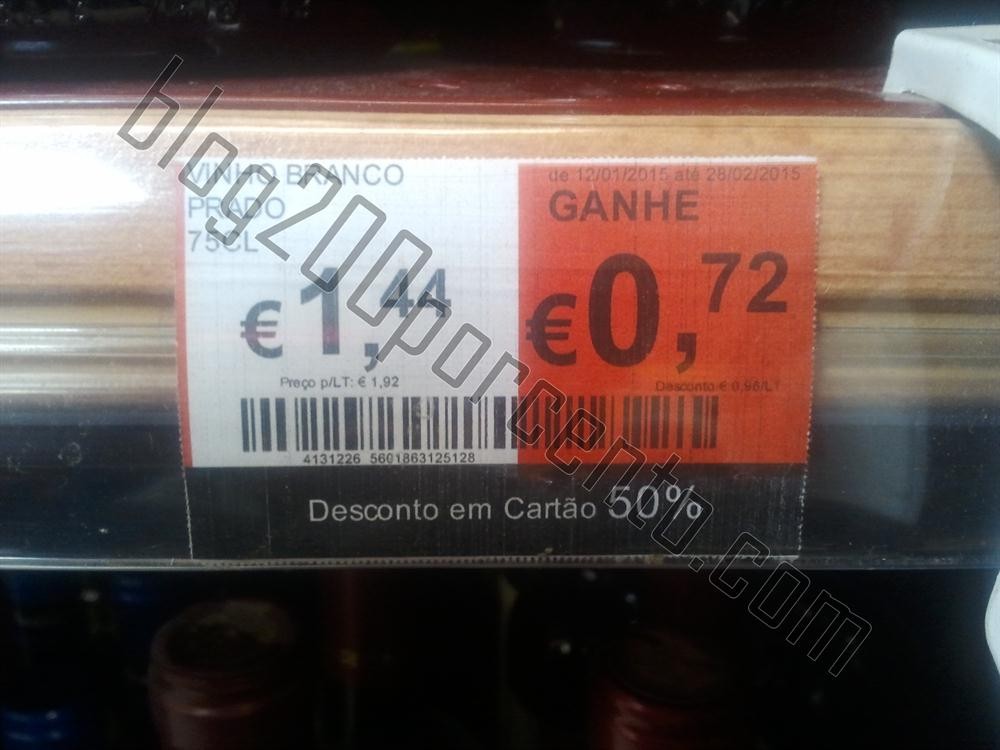 VINHO BRANCO
PRADO
75CL
€1,44
Preço p/LT: € 1,92
de 12/01/2015 até 28/02/2015
GANHE
€0,72
Desconto € 0,96/LT
4131226 5601863125128
Desconto em Cartão 50%
blog200porcento.com